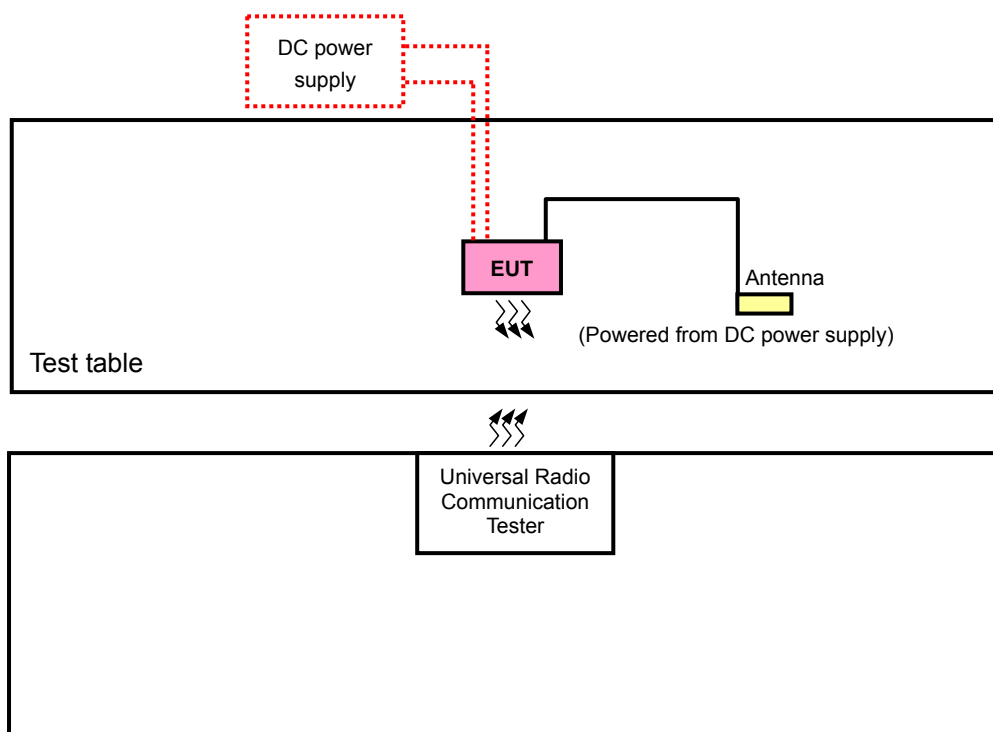 DC power
supply
EUT
Antenna
(Powered from DC power supply)
Test table
Universal Radio
Communication
Tester